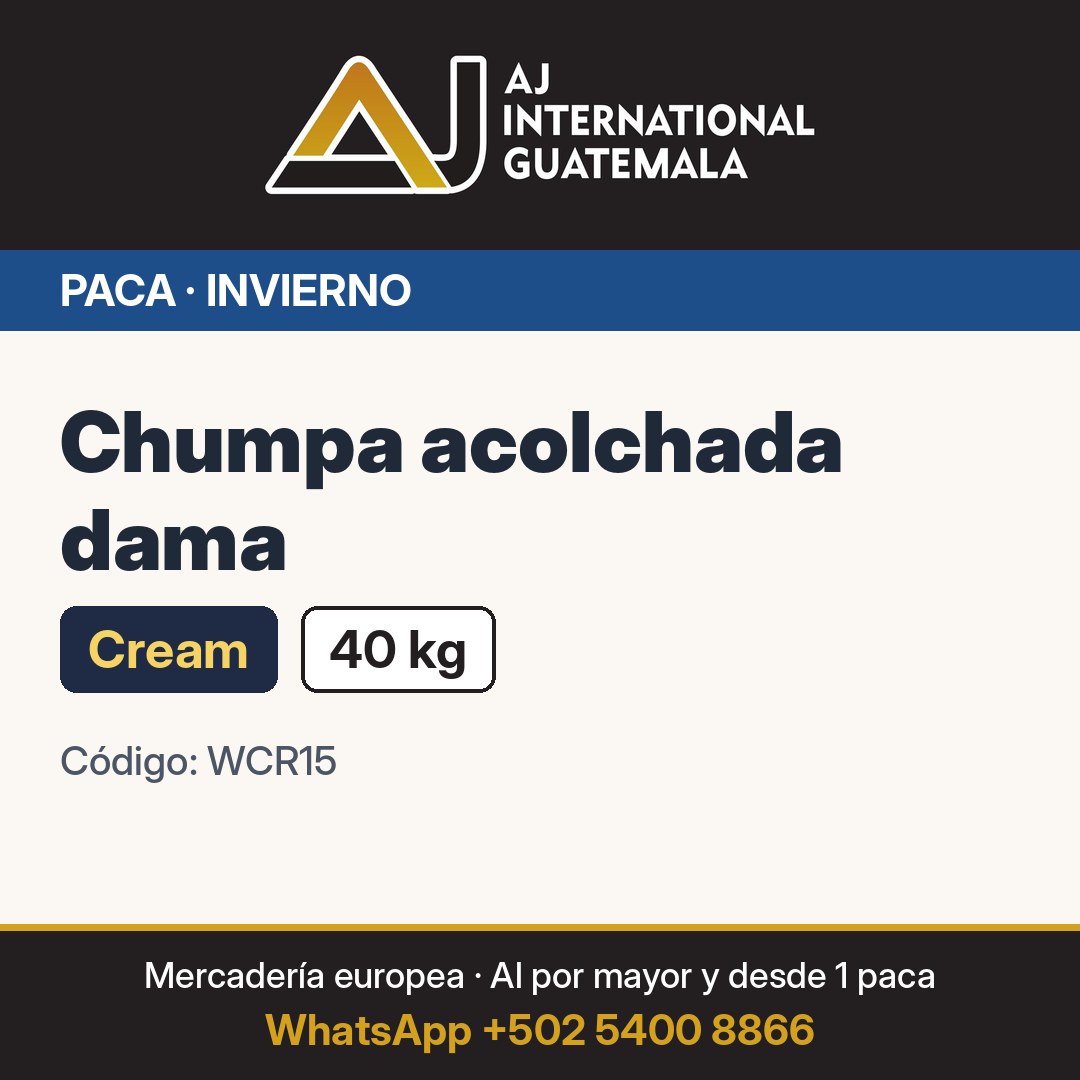 AJ
AJ
INTERNATIONAL
GUATEMALA
PACA · INVIERNO
Chumpa acolchada
dama
Cream
40 kg
Código: WCR15
Mercadería europea · Al por mayor y desde 1 paca
WhatsApp +502 5400 8866